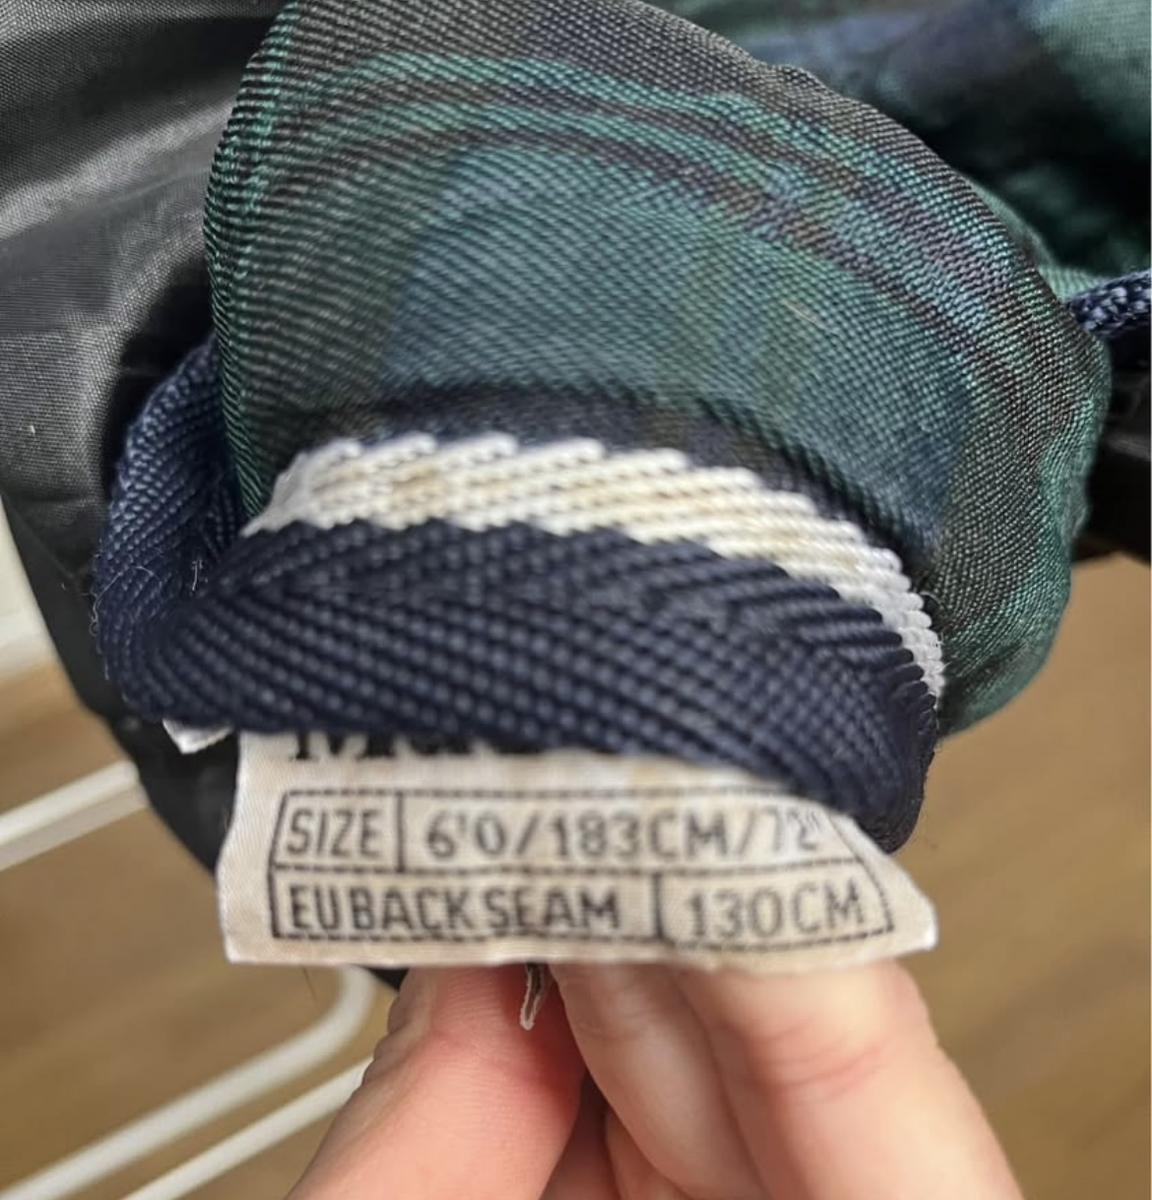 SIZE 6'0/183CM/72"
EU BACK SEAM 130CM